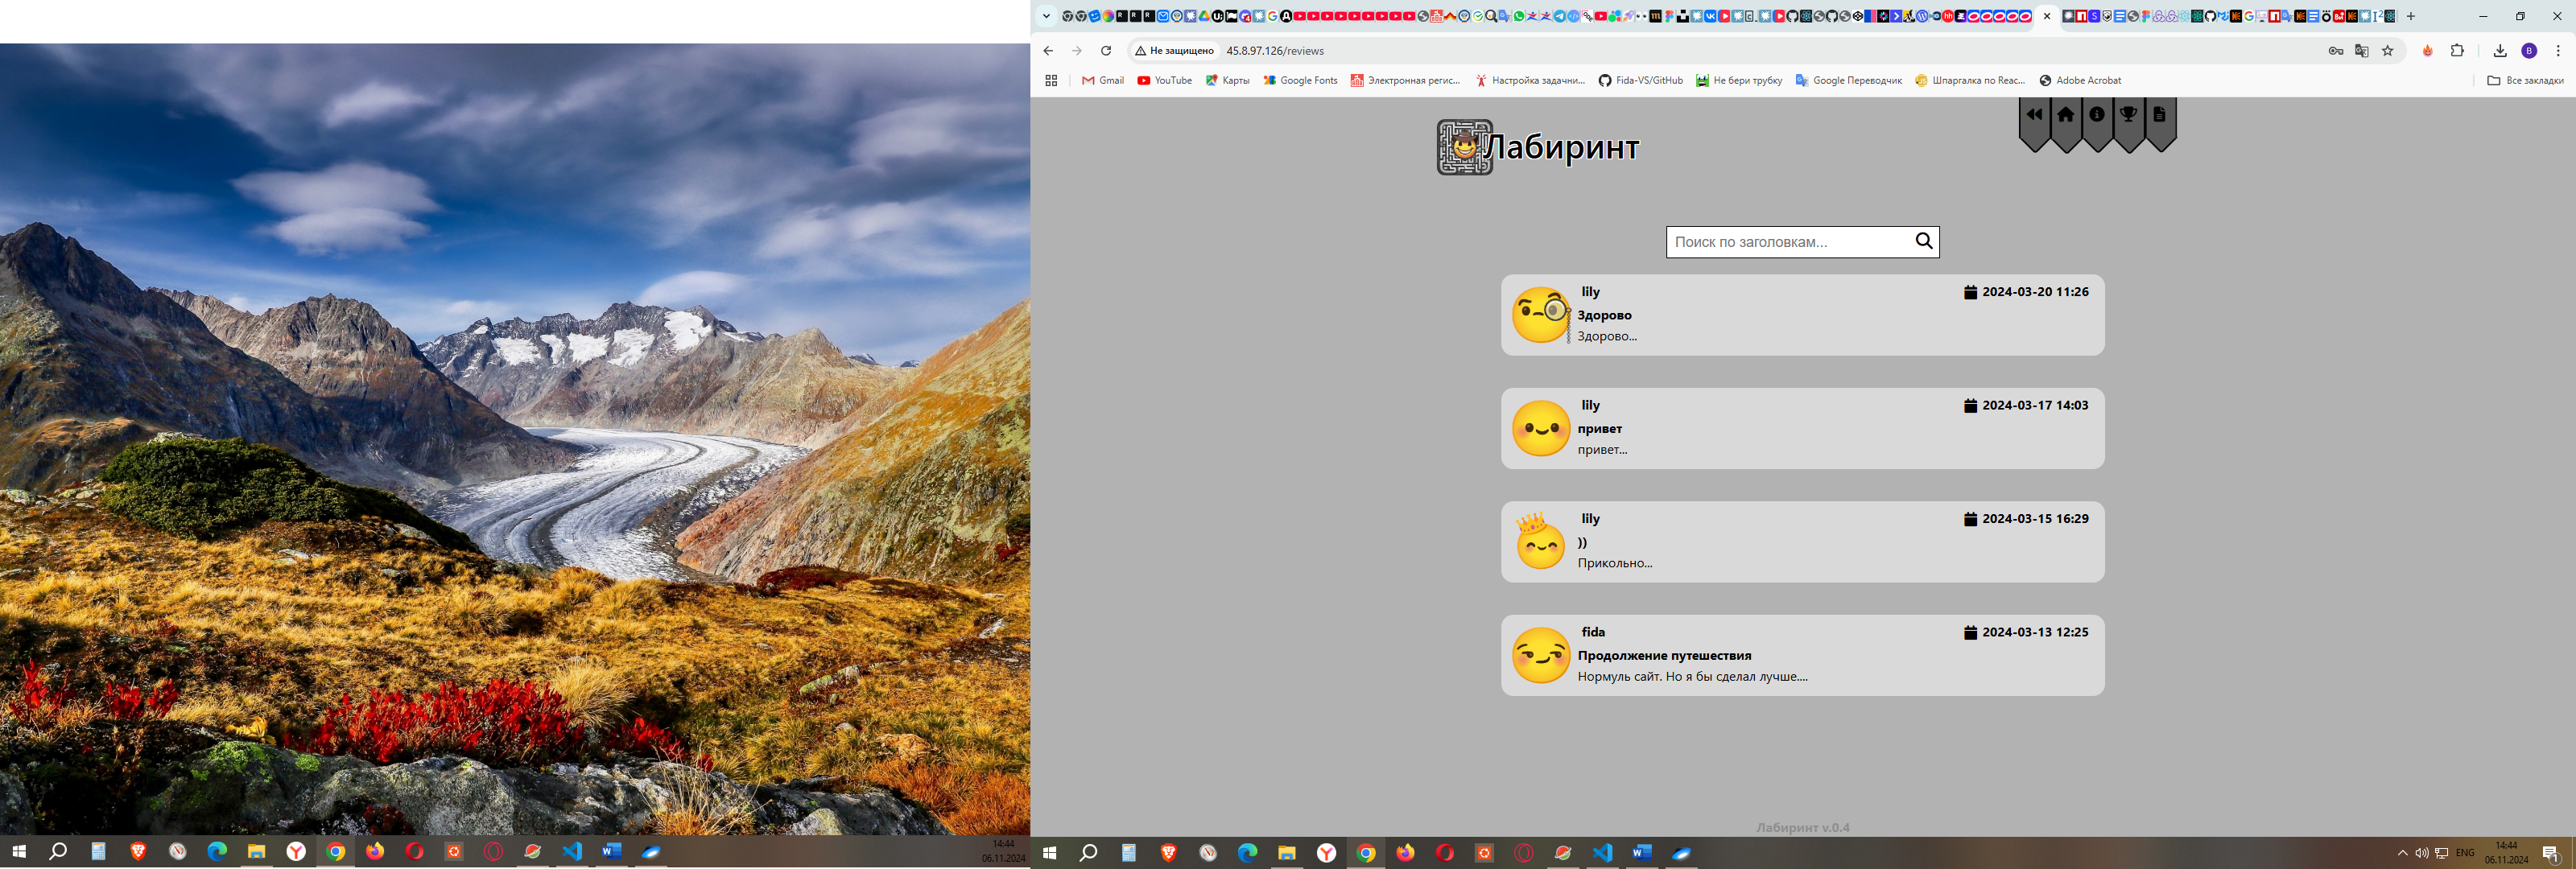 Не защищено
45.8.97.126/reviews
Gmail
YouTube
Карты
Google Fonts
Электронная регис...
Настройка задачни...
Fida-VS/GitHub
Не бери трубку
Google Переводчик
Шпаргалка по Reac...
Adobe Acrobat
Все закладки
Лабиринт
Поиск по заголовкам...
lily
2024-03-20 11:26
Здорово
Здорово...
lily
2024-03-17 14:03
привет
привет...
lily
2024-03-15 16:29
))
Прикольно...
fida
2024-03-13 12:25
Продолжение путешествия
Нормуль сайт. Но я бы сделал лучше....
Лабиринт v.0.4
14:44
06.11.2024
ENG
14:44
06.11.2024
1